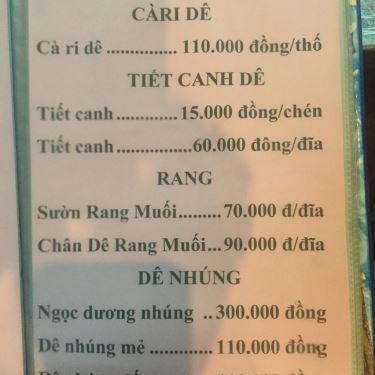 CÀRI DÊ
Cà ri dê ............... 110.000 đồng/thố
TIẾT CANH DÊ
Tiết canh.............15.000 đồng/chén
Tiết canh................60.000 đông/đĩa
RANG
Sườn Rang Muối.........70.000 đ/đĩa
Chân Dê Rang Muối...90.000 đ/đĩa
DÊ NHÚNG
Ngọc dương nhúng ..300.000 đồng
Dê nhúng mẻ ............. 110.000 đồng